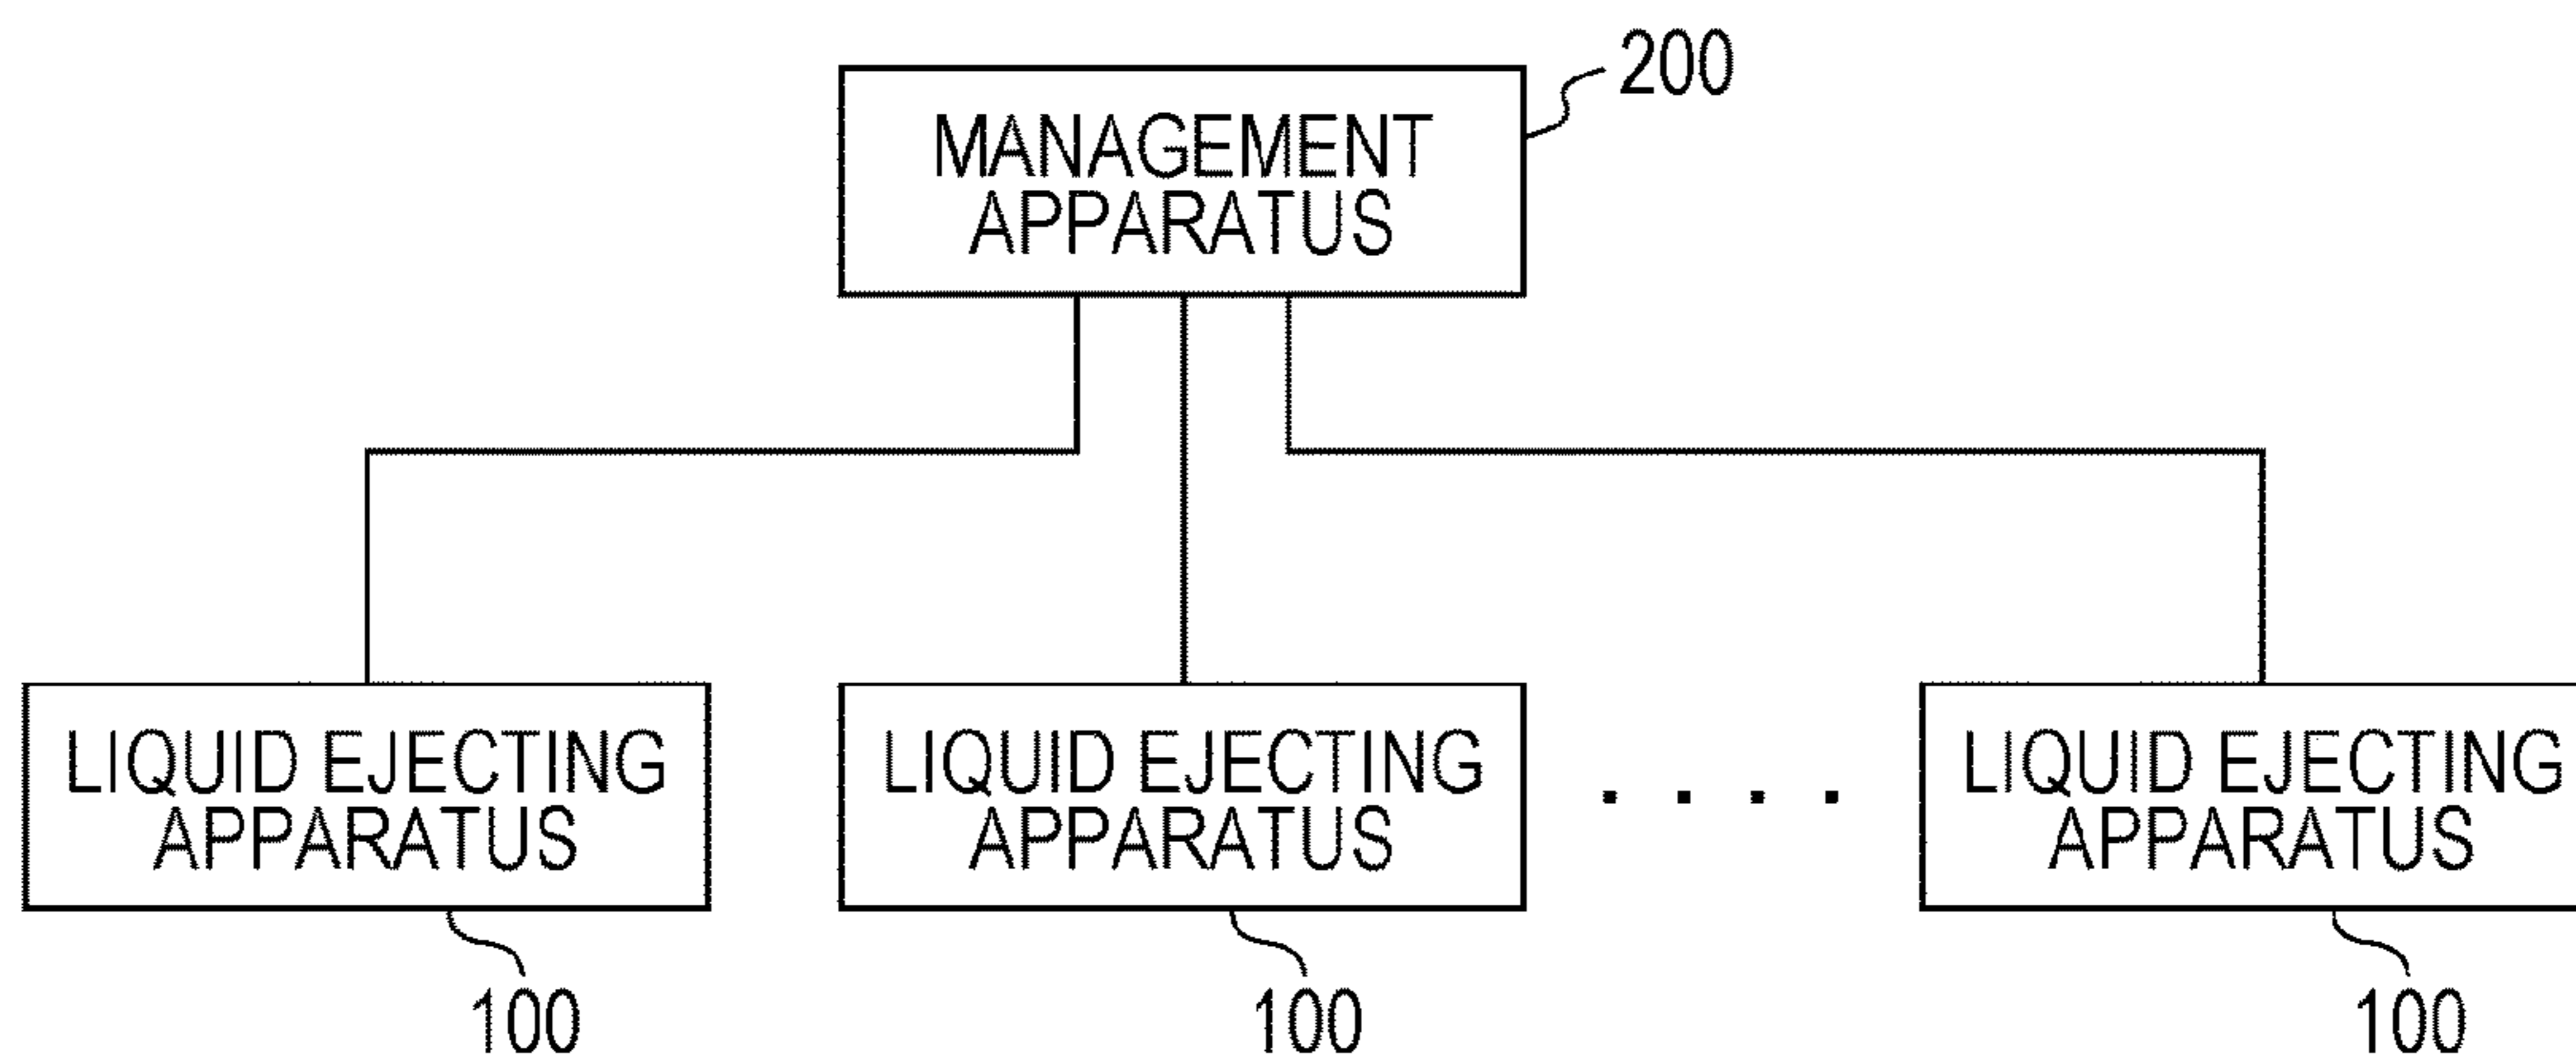 200
MANAGEMENT
APPARATUS
LIQUID EJECTING
APPARATUS
LIQUID EJECTING
APPARATUS
. . . .
LIQUID EJECTING
APPARATUS
100
100
100